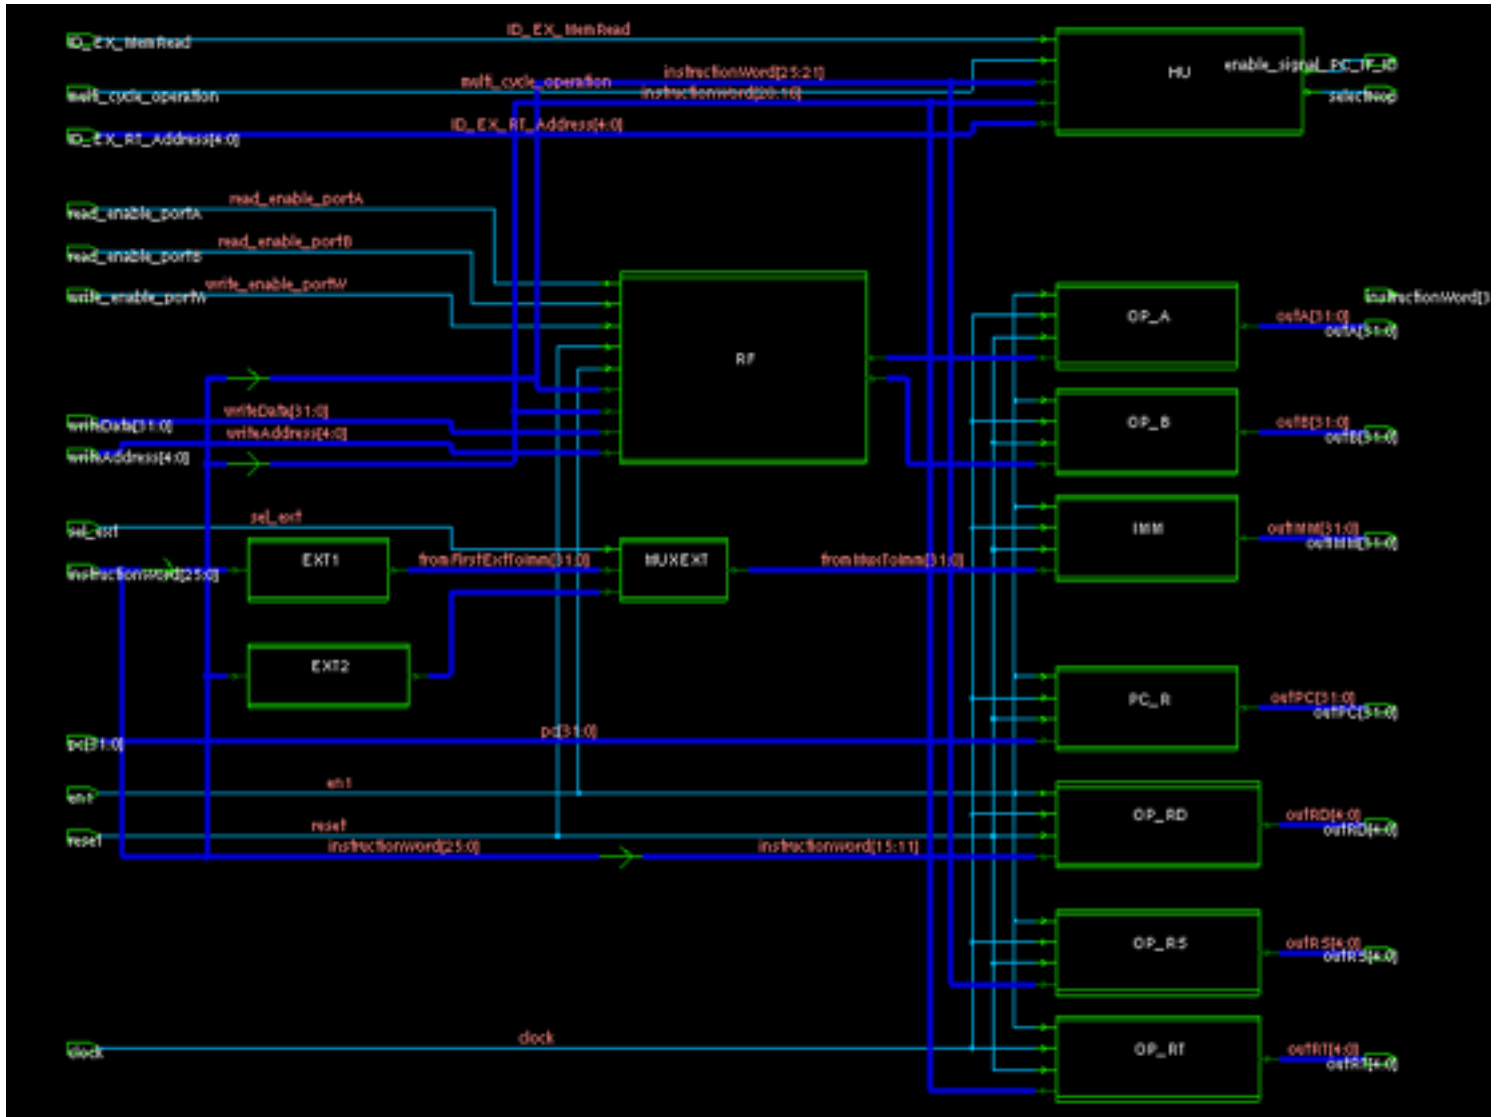 ID_EX_MemRead
ID_EX_MemRead
HU
enable_signal_PC_IF_ID
instructionWord[25:21]
multi_cycle_operation
multi_cycle_operation
instructionWord[20:16]
selectNop
ID_EX_RT_Address[4:0]
ID_EX_RT_Address[4:0]
read_enable_portA
read_enable_portA
read_enable_portB
read_enable_portB
write_enable_portW
write_enable_portW
instructionWord[3
OP_A
outA[31:0]
outA[31:0]
RF
writeData[31:0]
writeData[31:0]
OP_B
outB[31:0]
outB[31:0]
writeAddress[4:0]
writeAddress[4:0]
sel_ext
sel_ext
IMM
outIMM[31:0]
outIMM[31:0]
EXT1
fromFirstExtToImm[31:0]
MUXEXT
fromMuxToImm[31:0]
instructionWord[25:0]
EXT2
PC_R
outPC[31:0]
outPC[31:0]
pc[31:0]
pc[31:0]
en1
en1
OP_RD
outRD[4:0]
outRD[4:0]
reset
reset
instructionWord[25:0]
instructionWord[15:11]
OP_RS
outRS[4:0]
outRS[4:0]
clock
clock
OP_RT
outRT[4:0]
outRT[4:0]